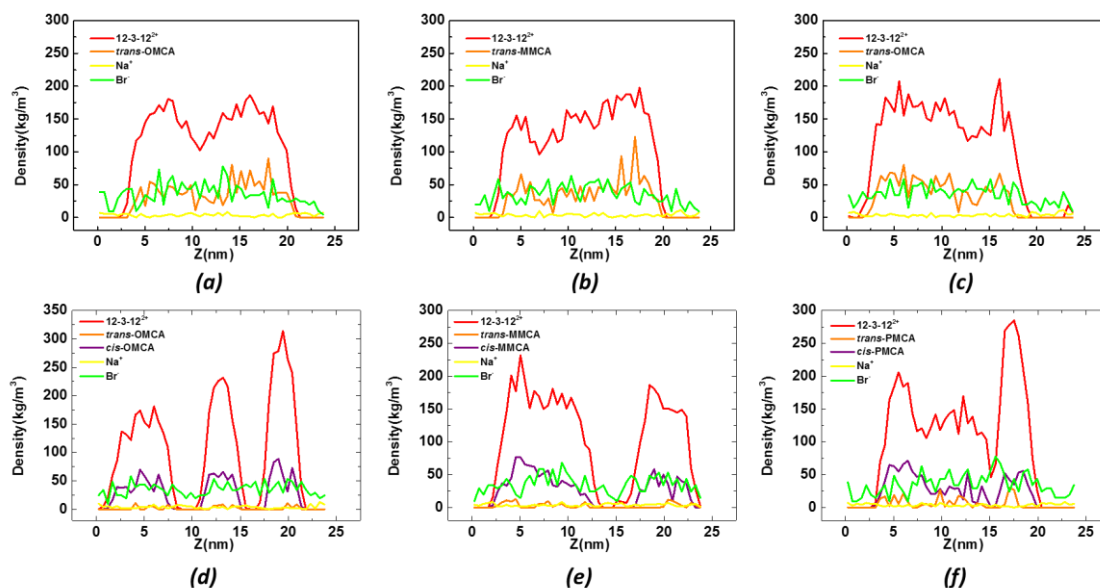 300
250
200
150
100
50
0
Density(kg/m³)
12-3-12²⁺
trans-OMCA
Na⁺
Br⁻
0 5 10 15 20 25
Z(nm)
(a)
300
250
200
150
100
50
0
Density(kg/m³)
12-3-12²⁺
trans-MMCA
Na⁺
Br⁻
0 5 10 15 20 25
Z(nm)
(b)
300
250
200
150
100
50
0
Density(kg/m³)
12-3-12²⁺
trans-OMCA
Na⁺
Br⁻
0 5 10 15 20 25
Z(nm)
(c)
350
300
250
200
150
100
50
0
Density(kg/m³)
12-3-12²⁺
trans-OMCA
cis-OMCA
Na⁺
Br⁻
0 5 10 15 20 25
Z(nm)
(d)
300
250
200
150
100
50
0
Density(kg/m³)
12-3-12²⁺
trans-MMCA
cis-MMCA
Na⁺
Br⁻
0 5 10 15 20 25
Z(nm)
(e)
300
250
200
150
100
50
0
Density(kg/m³)
12-3-12²⁺
trans-PMCA
cis-PMCA
Na⁺
Br⁻
0 5 10 15 20 25
Z(nm)
(f)